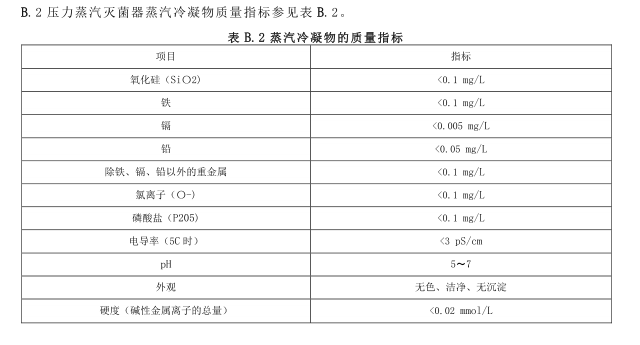 B.2 压力蒸汽灭菌器蒸汽冷凝物质量指标参见表 B.2。
表 B.2 蒸汽冷凝物的质量指标
项目 指标
氧化硅（SiO2) <0.1 mg/L
铁 <0.1 mg/L
镉 <0.005 mg/L
铅 <0.05 mg/L
除铁、镉、铅以外的重金属 <0.1 mg/L
氯离子（O-) <0.1 mg/L
磷酸盐（P205) <0.1 mg/L
电导率（5C 时） <3 pS/cm
pH 5～7
外观 无色、洁净、无沉淀
硬度（碱性金属离子的总量） <0.02 mmol/L